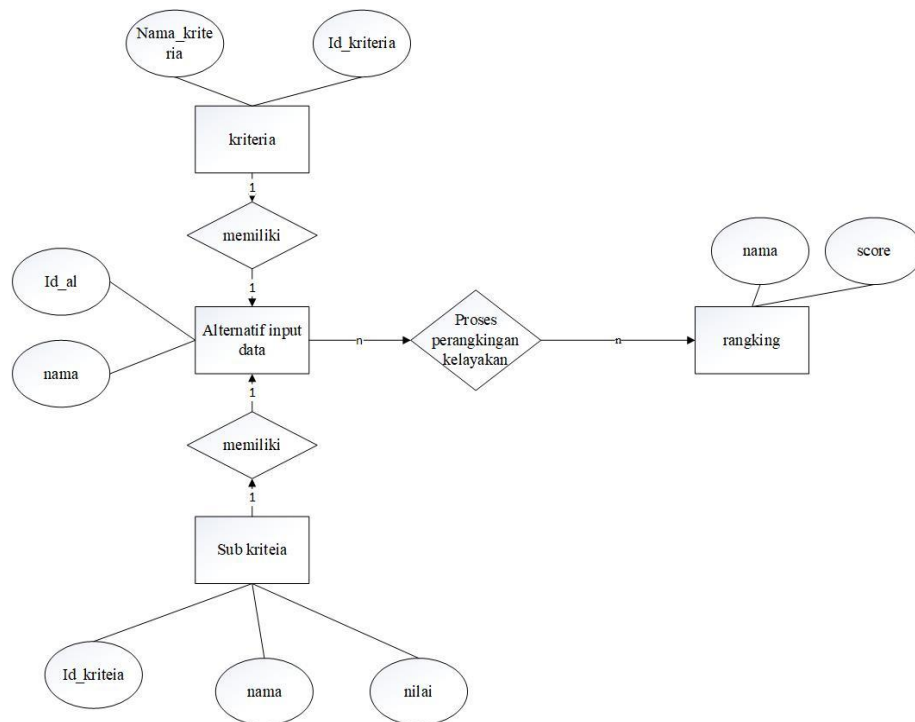 Nama_krite
ria
Id_kriteria
kriteria
1
memiliki
1
Id_al
nama
Alternatif input
data
n
Proses
perangkingan
kelayakan
n
nama
score
rangking
1
memiliki
1
Sub kriteia
Id_kriteia
nama
nilai